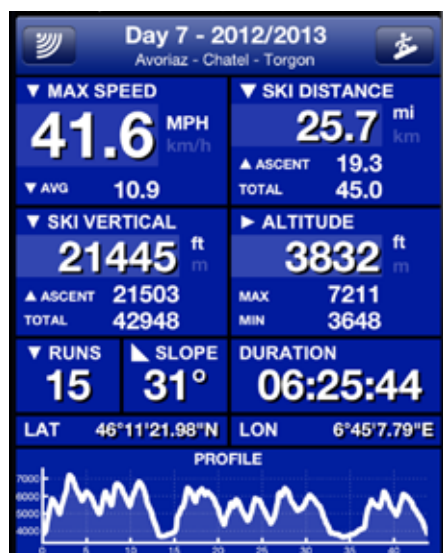 Day 7 - 2012/2013
Avoriaz - Chatel - Torgon
▼ MAX SPEED
41.6 MPH
km/h
▼ AVG 10.9
▼ SKI DISTANCE
25.7 mi
km
▲ ASCENT 19.3
TOTAL 45.0
▼ SKI VERTICAL
21445 ft
m
▲ ASCENT 21503
TOTAL 42948
► ALTITUDE
3832 ft
m
MAX 7211
MIN 3648
▼ RUNS
15
◣ SLOPE
31°
DURATION
06:25:44
LAT 46°11'21.98"N
LON 6°45'7.79"E
PROFILE
7000
6000
5000
4000
0 5 10 15 20 25 30 35 40